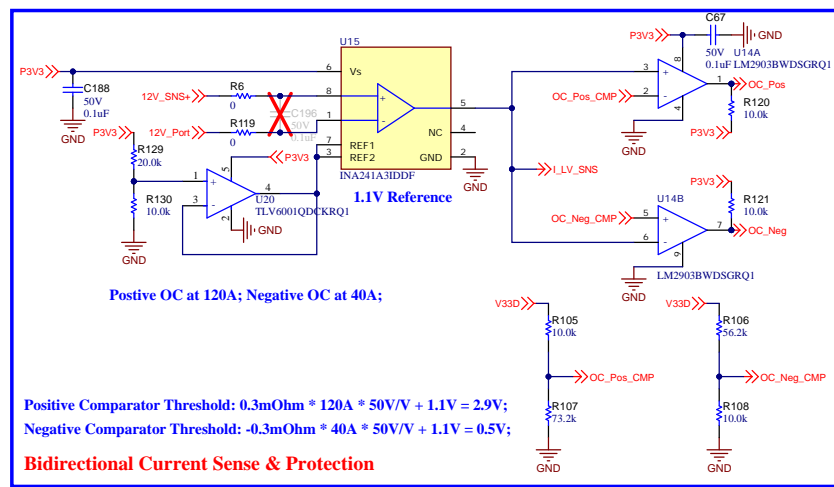 U15
C67
GND
50V
0.1uF
U14A
LM2903BWDSGRQ1
P3V3
P3V3
C188
50V
0.1uF
GND
6
Vs
12V_SNS+
R6
0
8
C196
50V
0.1uF
12V_Port
R119
0
1
+
-
5
NC
4
REF1
7
REF2
3
GND
2
GND
INA241A3IDDF
1.1V Reference
8
3
+
OC_Pos_CMP
2
-
4
1
OC_Pos
R120
10.0k
P3V3
GND
I_LV_SNS
P3V3
R129
20.0k
R130
10.0k
GND
1
+
3
-
5
P3V3
4
U20
TLV6001QDCKRQ1
2
GND
U14B
OC_Neg_CMP
5
+
6
-
9
7
OC_Neg
P3V3
R121
10.0k
LM2903BWDSGRQ1
GND
Postive OC at 120A; Negative OC at 40A;
V33D
R105
10.0k
OC_Pos_CMP
R107
73.2k
GND
V33D
R106
56.2k
OC_Neg_CMP
R108
10.0k
GND
Positive Comparator Threshold: 0.3mOhm * 120A * 50V/V + 1.1V = 2.9V;
Negative Comparator Threshold: -0.3mOhm * 40A * 50V/V + 1.1V = 0.5V;
Bidirectional Current Sense & Protection